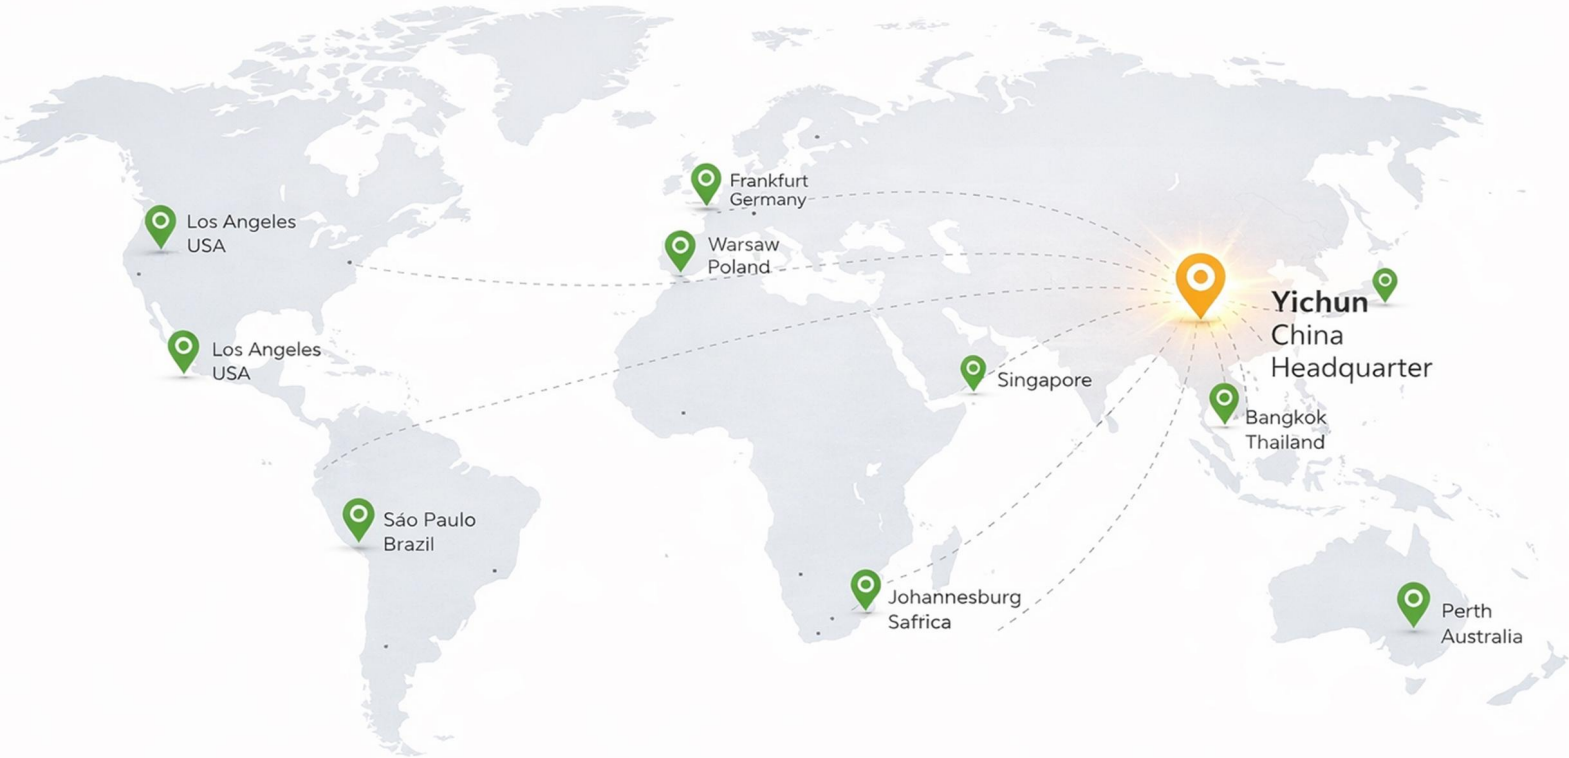 Frankfurt
Germany
Los Angeles
USA
Warsaw
Poland
Yichun
China
Headquarter
Los Angeles
USA
Singapore
Bangkok
Thailand
Sáo Paulo
Brazil
Johannesburg
Safrica
Perth
Australia